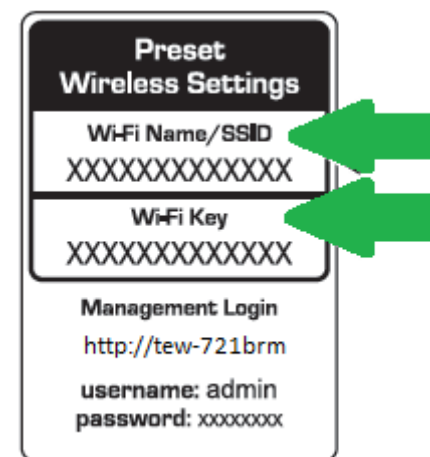 Preset
Wireless Settings
Wi-Fi Name/SSID
XXXXXXXXXXXXX
Wi-Fi Key
XXXXXXXXXXXXX
Management Login
http://tew-721brm
username: admin
password: xxxxxxxx